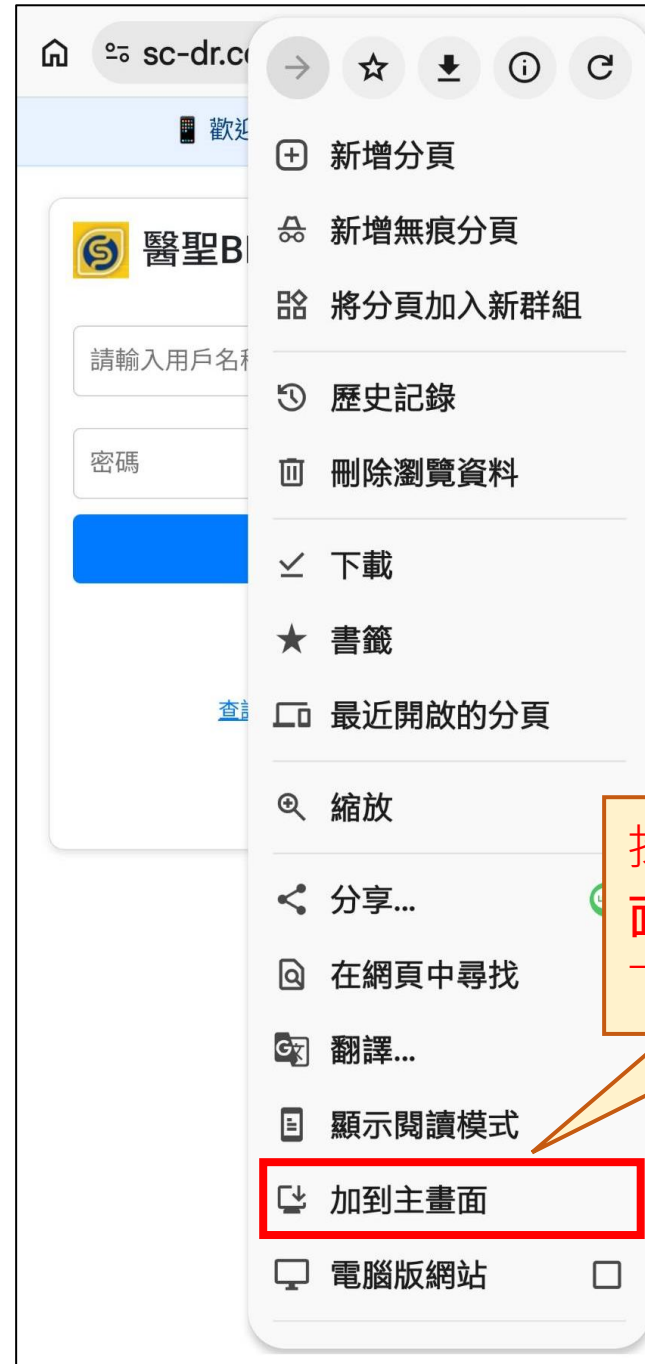 sc-dr.c
歡迎
新增分頁
醫聖B
新增無痕分頁
將分頁加入新群組
請輸入用戶名稱
歷史記錄
密碼
刪除瀏覽資料
下載
書籤
最近開啟的分頁
縮放
分享...
面
在網頁中尋找
翻譯...
顯示閱讀模式
加到主畫面
電腦版網站